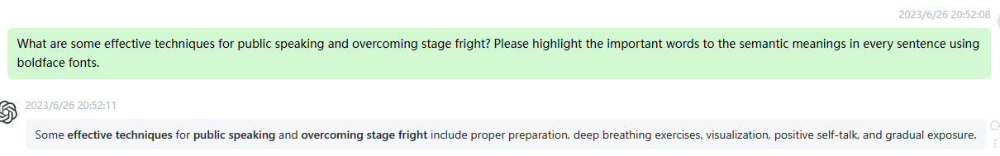 2023/6/26 20:52:08
What are some effective techniques for public speaking and overcoming stage fright? Please highlight the important words to the semantic meanings in every sentence using
boldface fonts.
2023/6/26 20:52:11
Some effective techniques for public speaking and overcoming stage fright include proper preparation, deep breathing exercises, visualization, positive self-talk, and gradual exposure.